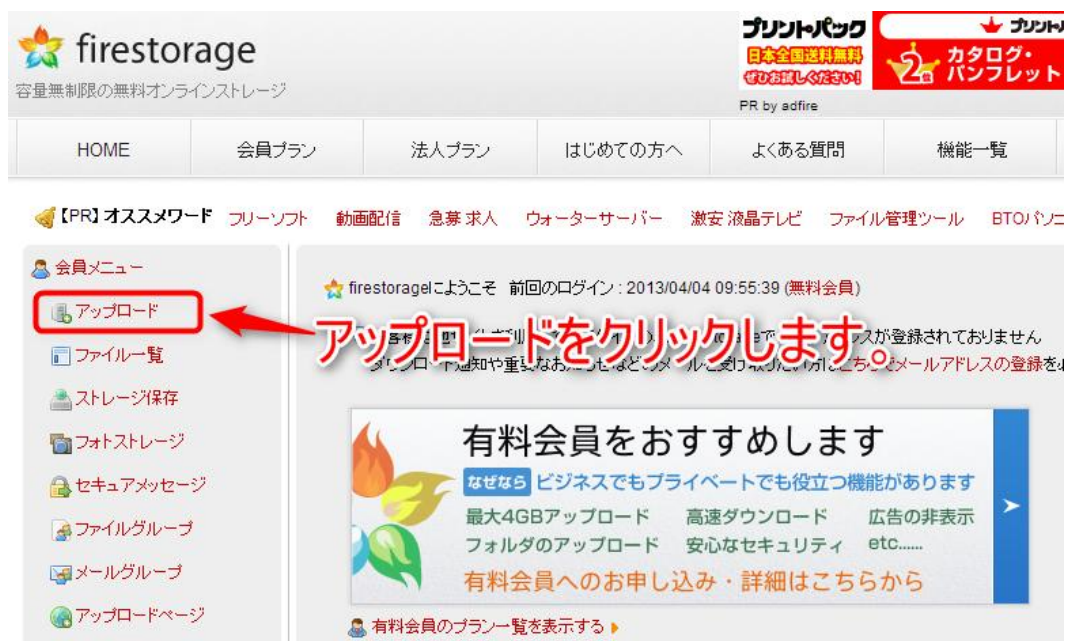 firestorage
容量無制限の無料オンラインストレージ
プリントパック
日本全国送料無料
ぜひお試しください!
2位 カタログ・
パンフレット
PR by adfire
HOME 会員プラン 法人プラン はじめての方へ よくある質問 機能一覧
【PR】オススメワード フリーソフト 動画配信 急募 求人 ウォーターサーバー 激安 液晶テレビ ファイル管理ツール
会員メニュー
アップロード
ファイル一覧
ストレージ保存
フォトストレージ
セキュアメッセージ
ファイルグループ
メールグループ
アップロードページ
firestorageにようこそ 前回のログイン : 2013/04/04 09:55:39 (無料会員)
アップロードをクリックします。
スが登録されておりません
メールアドレスの登録を
有料会員をおすすめします
なぜなら ビジネスでもプライベートでも役立つ機能があります
最大4GBアップロード 高速ダウンロード 広告の非表示
フォルダのアップロード 安心なセキュリティ etc......
有料会員へのお申し込み・詳細はこちらから
有料会員のプラン一覧を表示する